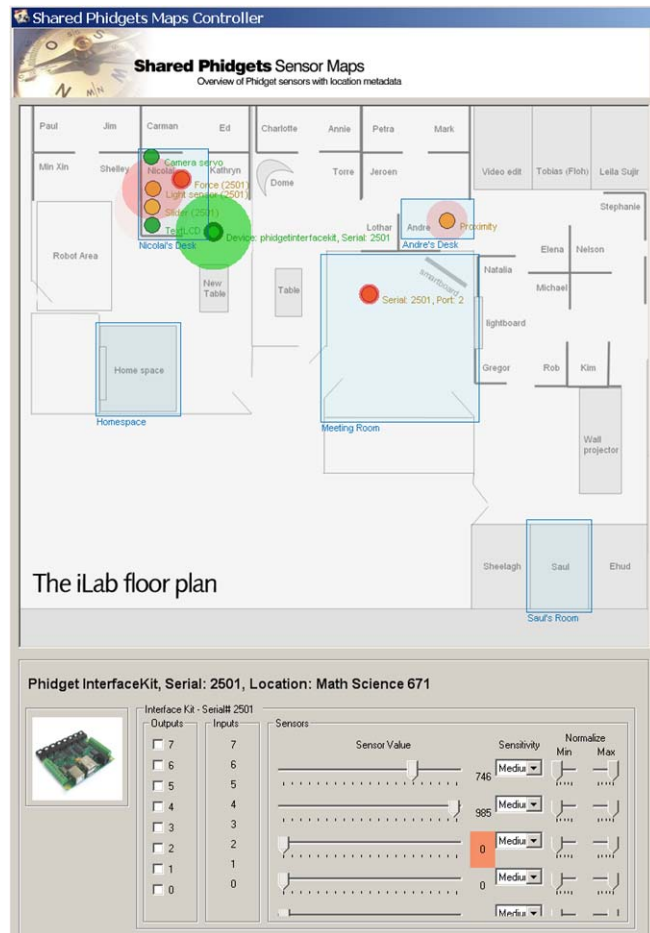 Shared Phidgets Maps Controller
Shared Phidgets Sensor Maps
Overview of Phidget sensors with location metadata
Paul Jim Carman Ed Charlotte Annie Petra Mark
Camera servo
Min Xin Shelley Nicolai Kathryn Torre Jeroen Video edit Tobias (Floh) Leila Sujir
Dome
Force (2501)
Light sensor (2501)
Slider (2501)
Stephanie
TextLCD Lothar Andre Proximity
Device: phidgetinterfacekit, Serial: 2501
Nicolai's Desk Andre's Desk
Robot Area Elena Nelson
smartboard Natalia
New Table Table Michael
Serial: 2501, Port: 2
lightboard
Home space Gregor Rob Kim
Homespace Meeting Room
Wall projector
The iLab floor plan
Sheelagh Saul Ehud
Saul's Room
Phidget InterfaceKit, Serial: 2501, Location: Math Science 671
Interface Kit - Serial# 2501
Outputs Inputs Sensors
Sensor Value Sensitivity Normalize
Min Max
7 7
6 6 746 Mediu
5 5
4 4 985 Mediu
3 3
2 2 0 Mediu
1 1
0 0 0 Mediu
Mediu